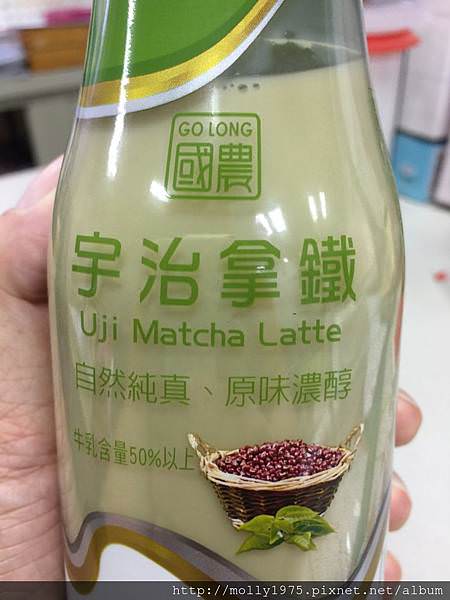 GO LONG
國農
宇治拿鐵
Uji Matcha Latte
自然純真、原味濃醇
牛乳含量50%以上
http://molly1975.pixnet.net/album